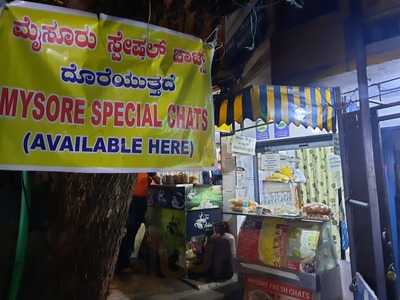 ಮೈಸೂರು ಸ್ಪೇಷಲ್ ಚಾಟ್ಸ್
ದೊರೆಯುತ್ತದೆ
MYSORE SPECIAL CHATS
(AVAILABLE HERE)